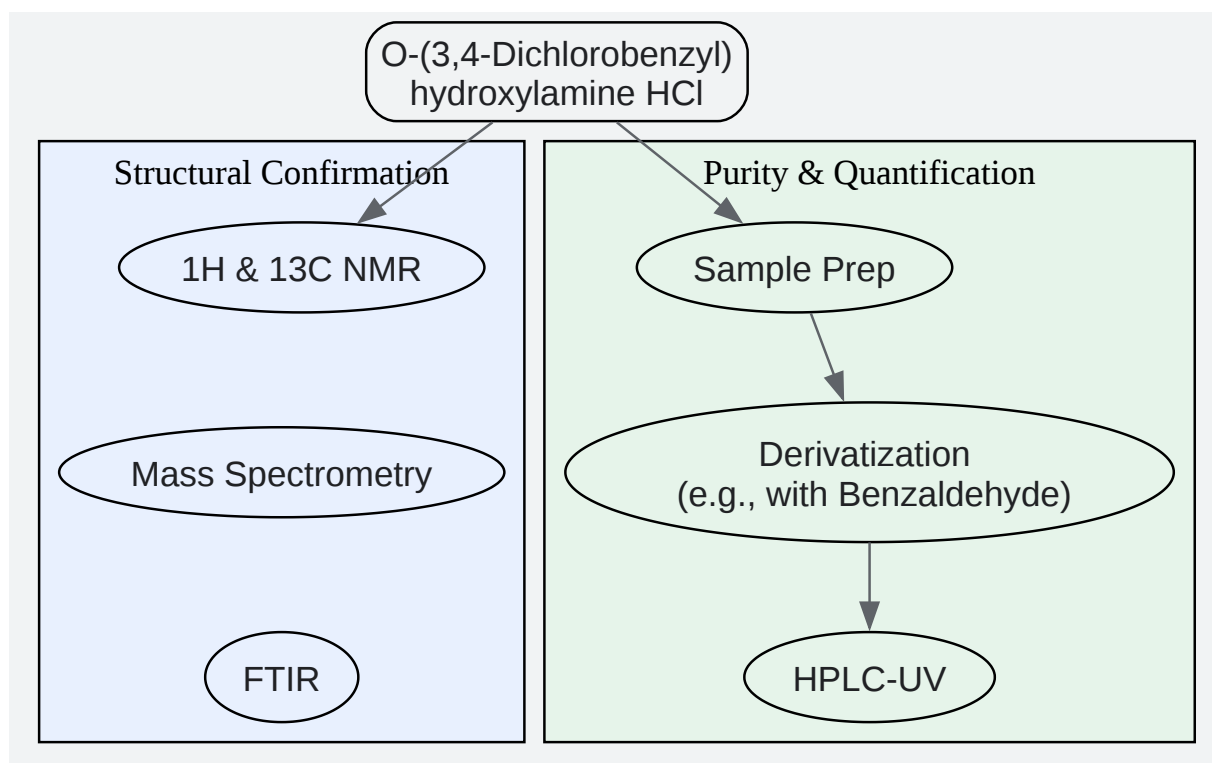 O-(3,4-Dichlorobenzyl)
hydroxylamine HCl
Structural Confirmation
1H & 13C NMR
Mass Spectrometry
FTIR
Purity & Quantification
Sample Prep
Derivatization
(e.g., with Benzaldehyde)
HPLC-UV